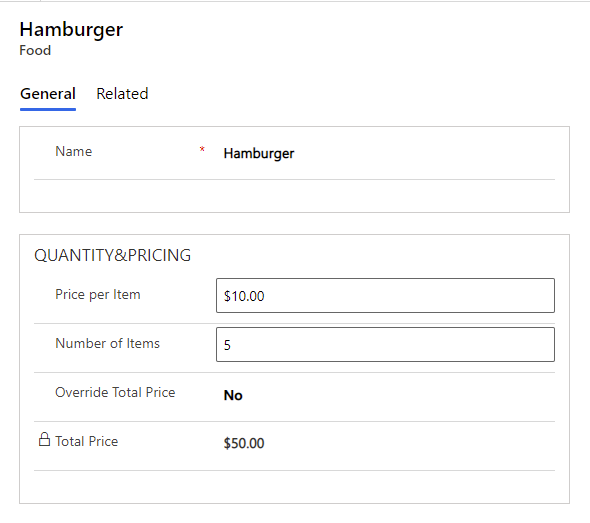 Hamburger
Food
General Related
Name * Hamburger
QUANTITY&PRICING
Price per Item $10.00
Number of Items 5
Override Total Price No
Total Price $50.00